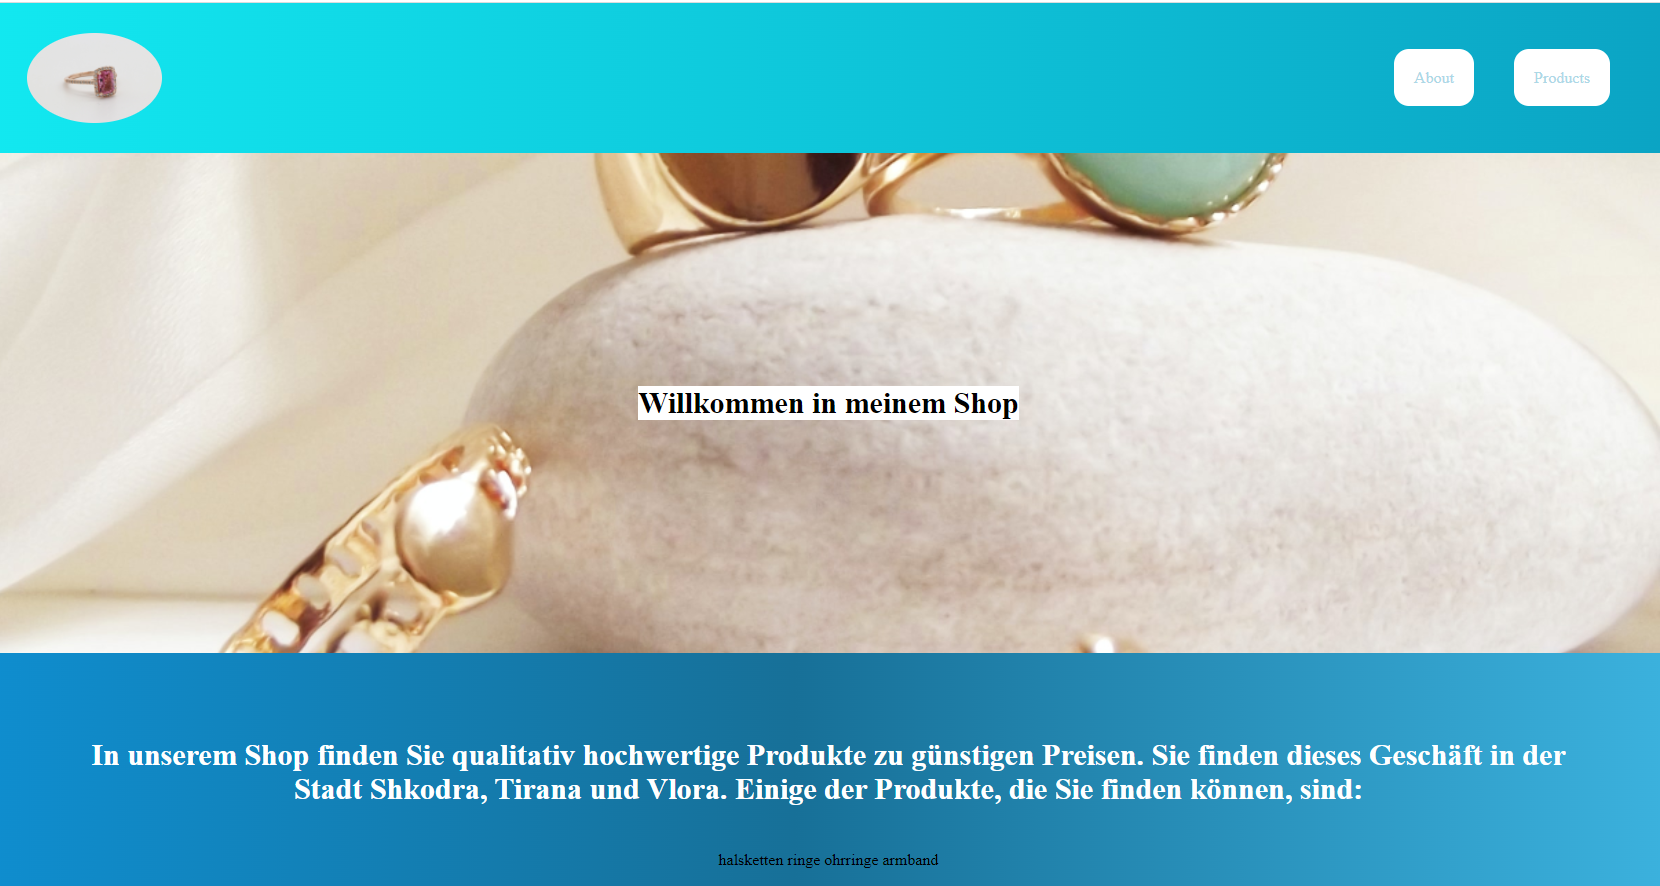 About
Products
Willkommen in meinem Shop
In unserem Shop finden Sie qualitativ hochwertige Produkte zu günstigen Preisen. Sie finden dieses Geschäft in der
Stadt Shkodra, Tirana und Vlora. Einige der Produkte, die Sie finden können, sind:
halsketten ringe ohrringe armband